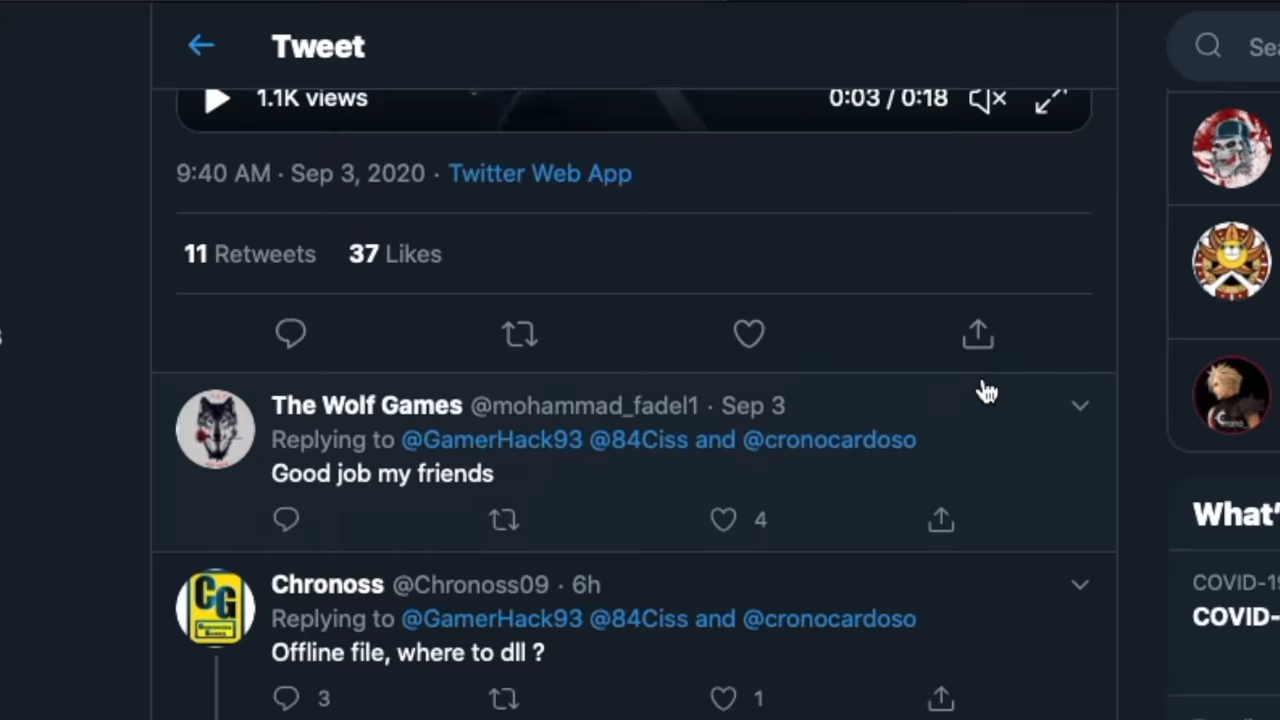 Tweet
1.1K views
0:03 / 0:18
9:40 AM · Sep 3, 2020 · Twitter Web App
11 Retweets 37 Likes
The Wolf Games @mohammad_fadel1 · Sep 3
Replying to @GamerHack93 @84Ciss and @cronocardoso
Good job my friends
4
Chronoss @Chronoss09 · 6h
Replying to @GamerHack93 @84Ciss and @cronocardoso
Offline file, where to dll ?
3 1
CG
What'
COVID-19
COVID-